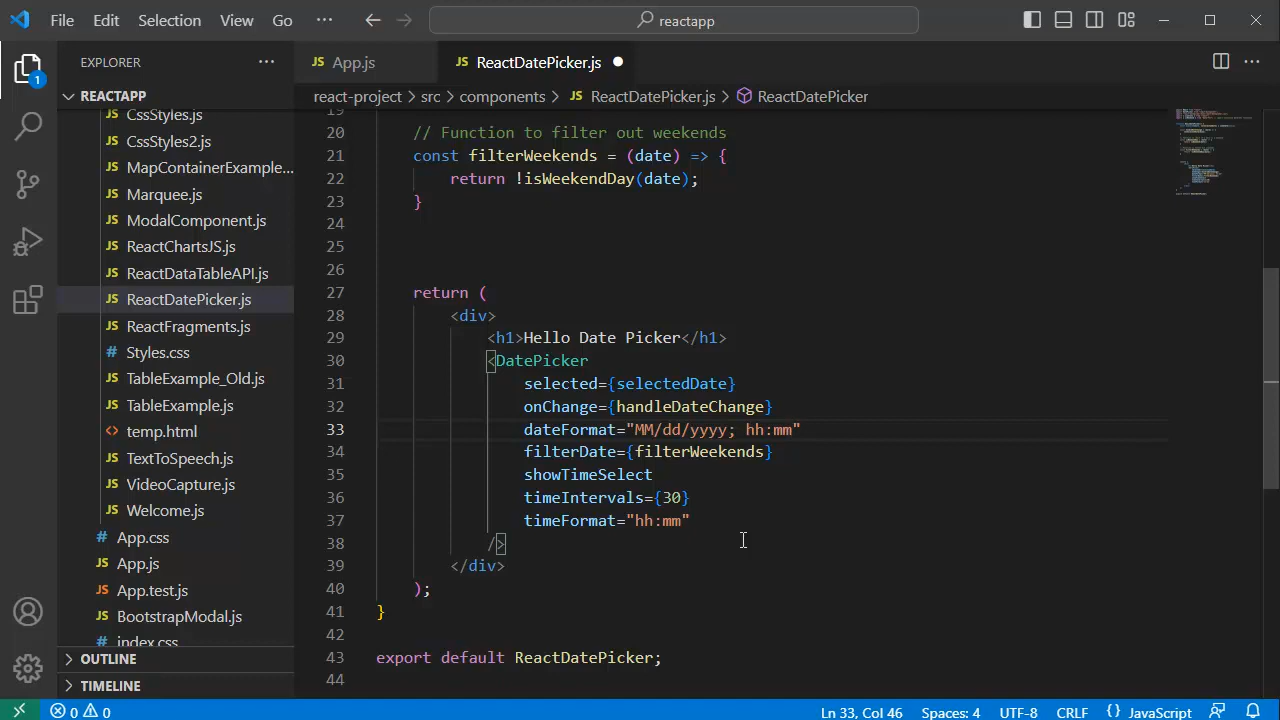 File Edit Selection View Go ··· reactapp
EXPLORER ···
REACTAPP
CssStyles.js
CssStyles2.js
MapContainerExample...
Marquee.js
ModalComponent.js
ReactChartsJS.js
ReactDataTableAPI.js
ReactDatePicker.js
ReactFragments.js
Styles.css
TableExample_Old.js
TableExample.js
temp.html
TextToSpeech.js
VideoCapture.js
Welcome.js
App.css
App.js
App.test.js
BootstrapModal.js
index.css
OUTLINE
TIMELINE
JS App.js JS ReactDatePicker.js
react-project > src > components > JS ReactDatePicker.js > ReactDatePicker
19
20 // Function to filter out weekends
21 const filterWeekends = (date) => {
22 return !isWeekendDay(date);
23 }
24
25
26
27 return (
28 <div>
29 <h1>Hello Date Picker</h1>
30 <DatePicker
31 selected={selectedDate}
32 onChange={handleDateChange}
33 dateFormat="MM/dd/yyyy; hh:mm"
34 filterDate={filterWeekends}
35 showTimeSelect
36 timeIntervals={30}
37 timeFormat="hh:mm"
38 />
39 </div>
40 );
41 }
42
43 export default ReactDatePicker;
44
0 0 Ln 33, Col 46 Spaces: 4 UTF-8 CRLF {} JavaScript